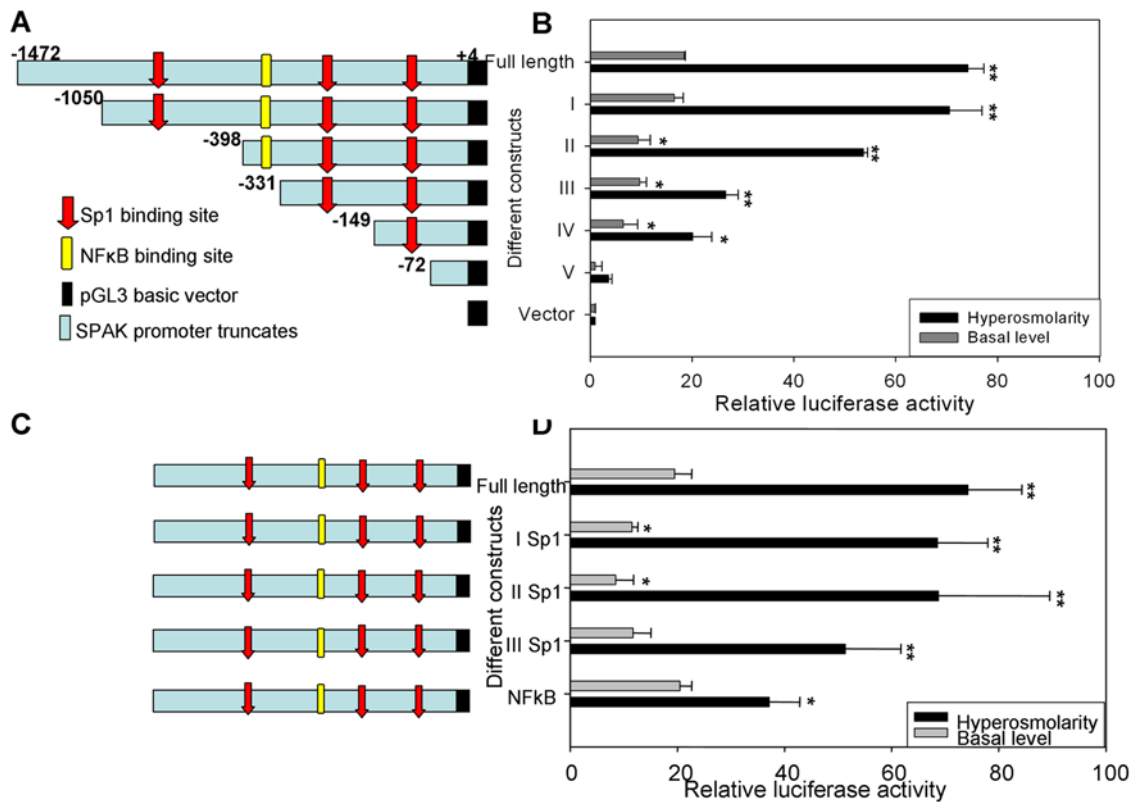 A
-1472
+4
-1050
-398
-331
-149
-72
Sp1 binding site
NFκB binding site
pGL3 basic vector
SPAK promoter truncates
B
Different constructs
Full length
**
I
**
II
*
**
III
*
**
IV
*
*
V
Vector
Hyperosmolarity
Basal level
0 20 40 60 80 100
Relative luciferase activity
C
D
Different constructs
Full length
**
I Sp1
*
**
II Sp1
*
**
III Sp1
**
NFkB
*
Hyperosmolarity
Basal level
0 20 40 60 80 100
Relative luciferase activity